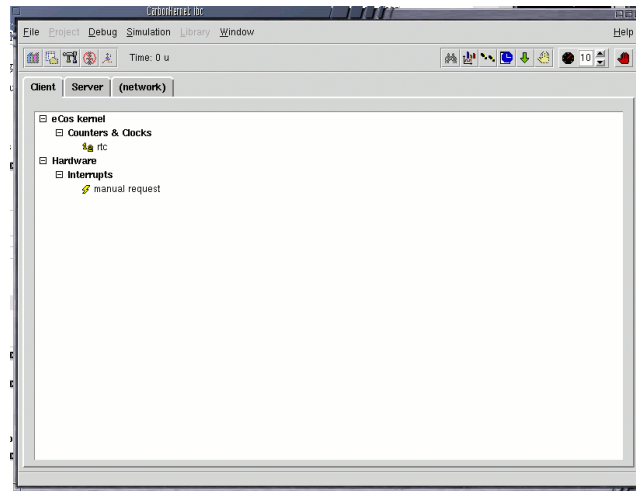 CarbonKernel: ibc
File Project Debug Simulation Library Window Help
Time: 0 u
10
Client Server (network)
eCos kernel
Counters & Clocks
rtc
Hardware
Interrupts
manual request